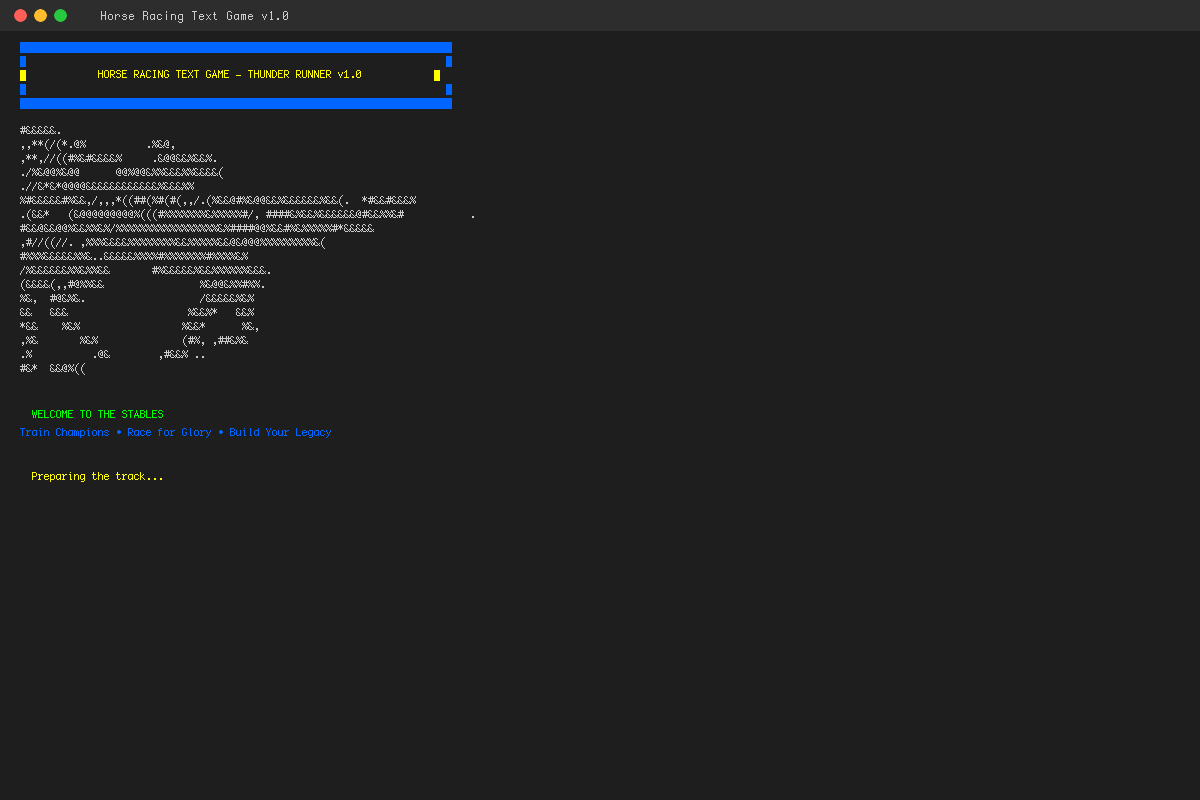 Horse Racing Text Game v1.0
HORSE RACING TEXT GAME – THUNDER RUNNER v1.0
WELCOME TO THE STABLES
Train Champions • Race for Glory • Build Your Legacy
Preparing the track...